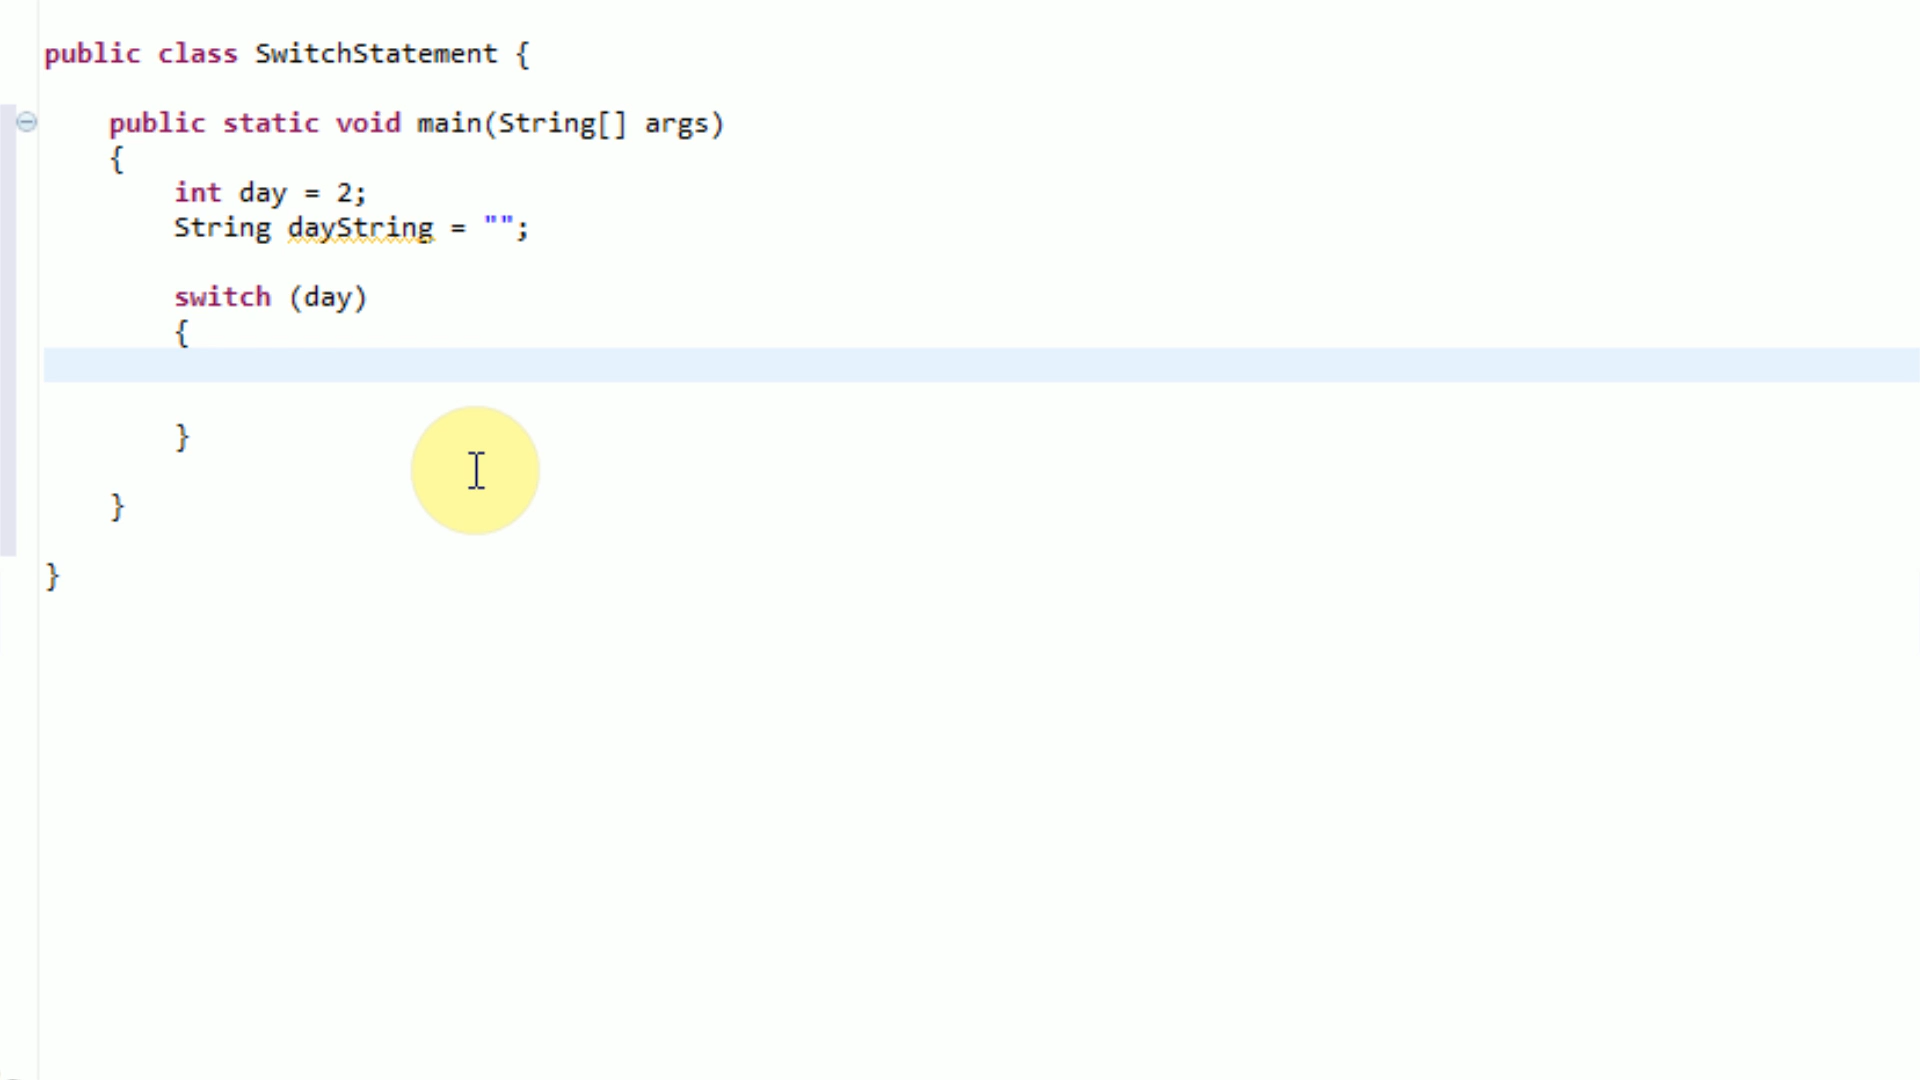 public class SwitchStatement {
public static void main(String[] args)
{
int day = 2;
String dayString = "";
switch (day)
{
}
}
}